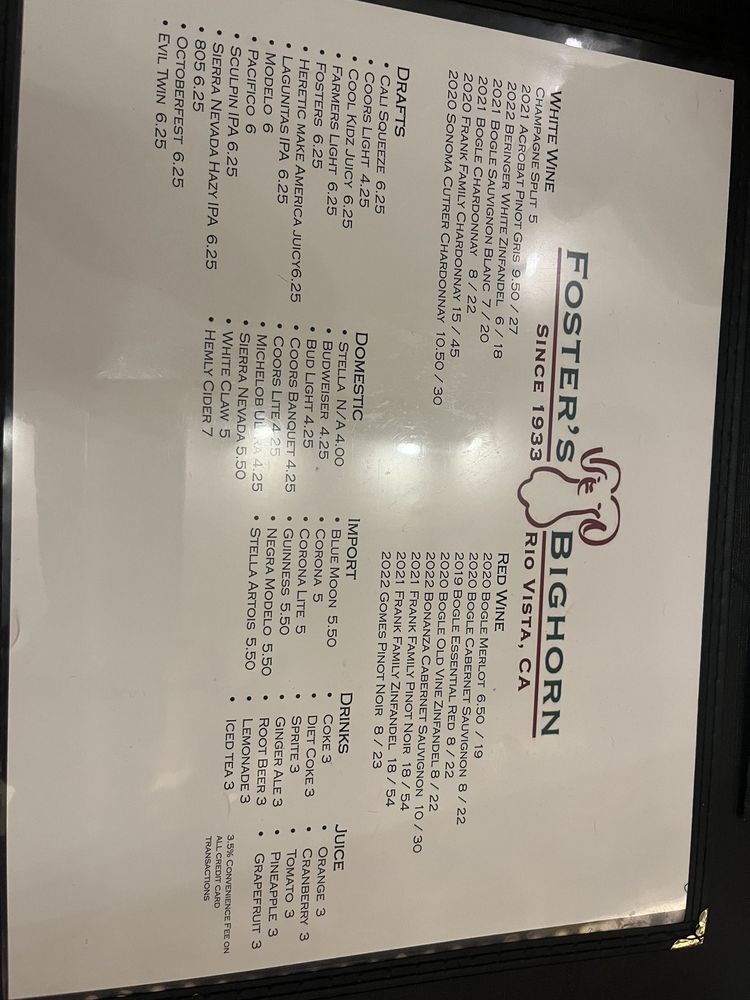 FOSTER'S BIGHORN
SINCE 1933 RIO VISTA, CA
WHITE WINE
CHAMPAGNE SPLIT 5
2021 ACROBAT PINOT GRIS 9.50 / 27
2022 BERINGER WHITE ZINFANDEL 6 / 18
2021 BOGLE SAUVIGNON BLANC 7 / 20
2021 BOGLE CHARDONNAY 8 / 22
2020 FRANK FAMILY CHARDONNAY 15 / 45
2020 SONOMA CUTRER CHARDONNAY 10.50 / 30
RED WINE
2020 BOGLE MERLOT 6.50 / 19
2020 BOGLE CABERNET SAUVIGNON 8 / 22
2019 BOGLE ESSENTIAL RED 8 / 22
2020 BOGLE OLD VINE ZINFANDEL 8 / 22
2022 BONANZA CABERNET SAUVIGNON 10 / 30
2021 FRANK FAMILY PINOT NOIR 18 / 54
2021 FRANK FAMILY ZINFANDEL 18 / 54
2022 GOMES PINOT NOIR 8 / 23
DRAFTS
• CALI SQUEEZE 6.25
• COORS LIGHT 4.25
• COOL KIDZ JUICY 6.25
• FARMERS LIGHT 6.25
• FOSTERS 6.25
• HERETIC MAKE AMERICA JUICY6.25
• LAGUNITAS IPA 6.25
• MODELO 6
• PACIFICO 6
• SCULPIN IPA 6.25
• SIERRA NEVADA HAZY IPA 6.25
• 805 6.25
• OCTOBERFEST 6.25
• EVIL TWIN 6.25
DOMESTIC
• STELLA N/A 4.00
• BUDWEISER 4.25
• BUD LIGHT 4.25
• COORS BANQUET 4.25
• COORS LITE 4.25
• MICHELOB ULTRA 4.25
• SIERRA NEVADA 5.50
• WHITE CLAW 5
• HEMLY CIDER 7
IMPORT
• BLUE MOON 5.50
• CORONA 5
• CORONA LITE 5
• GUINNESS 5.50
• NEGRA MODELO 5.50
• STELLA ARTOIS 5.50
DRINKS
• COKE 3
• DIET COKE 3
• SPRITE 3
• GINGER ALE 3
• ROOT BEER 3
• LEMONADE 3
• ICED TEA 3
JUICE
• ORANGE 3
• CRANBERRY 3
• TOMATO 3
• PINEAPPLE 3
• GRAPEFRUIT 3
3.5% CONVENIENCE FEE ON
ALL CREDIT CARD
TRANSACTIONS